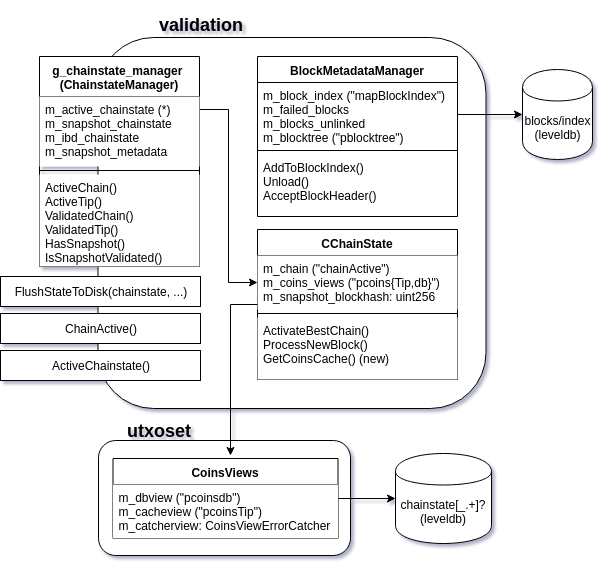 validation
g_chainstate_manager
(ChainstateManager)
m_active_chainstate (*)
m_snapshot_chainstate
m_ibd_chainstate
m_snapshot_metadata
ActiveChain()
ActiveTip()
ValidatedChain()
ValidatedTip()
HasSnapshot()
IsSnapshotValidated()
FlushStateToDisk(chainstate, ...)
ChainActive()
ActiveChainstate()
BlockMetadataManager
m_block_index ("mapBlockIndex")
m_failed_blocks
m_blocks_unlinked
m_blocktree ("pblocktree")
AddToBlockIndex()
Unload()
AcceptBlockHeader()
blocks/index
(leveldb)
CChainState
m_chain ("chainActive")
m_coins_views ("pcoins{Tip,db}")
m_snapshot_blockhash: uint256
ActivateBestChain()
ProcessNewBlock()
GetCoinsCache() (new)
utxoset
CoinsViews
m_dbview ("pcoinsdb")
m_cacheview ("pcoinsTip")
m_catcherview: CoinsViewErrorCatcher
chainstate[_.+]?
(leveldb)